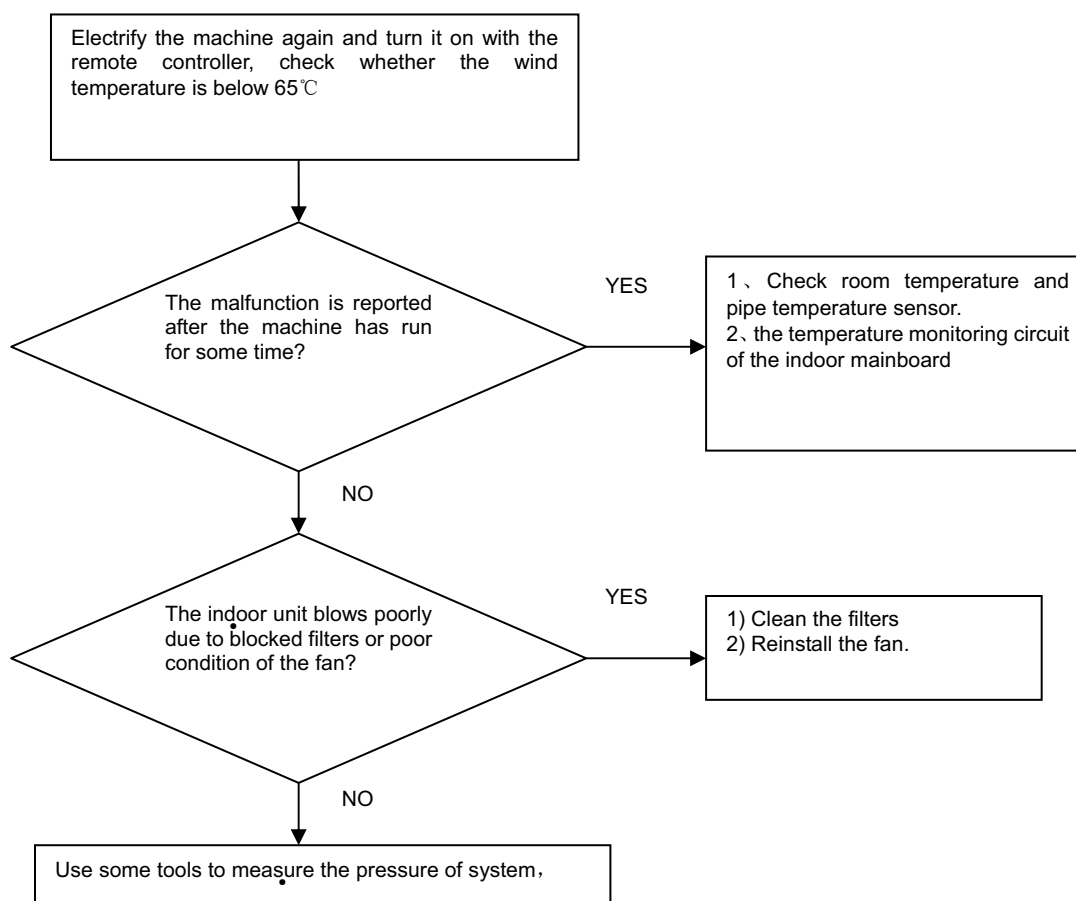 Electrify the machine again and turn it on with the
remote controller, check whether the wind
temperature is below 65℃
The malfunction is reported
after the machine has run
for some time?
YES
1、Check room temperature and
pipe temperature sensor.
2、the temperature monitoring circuit
of the indoor mainboard
NO
The indoor unit blows poorly
due to blocked filters or poor
condition of the fan?
YES
1) Clean the filters
2) Reinstall the fan.
NO
Use some tools to measure the pressure of system，